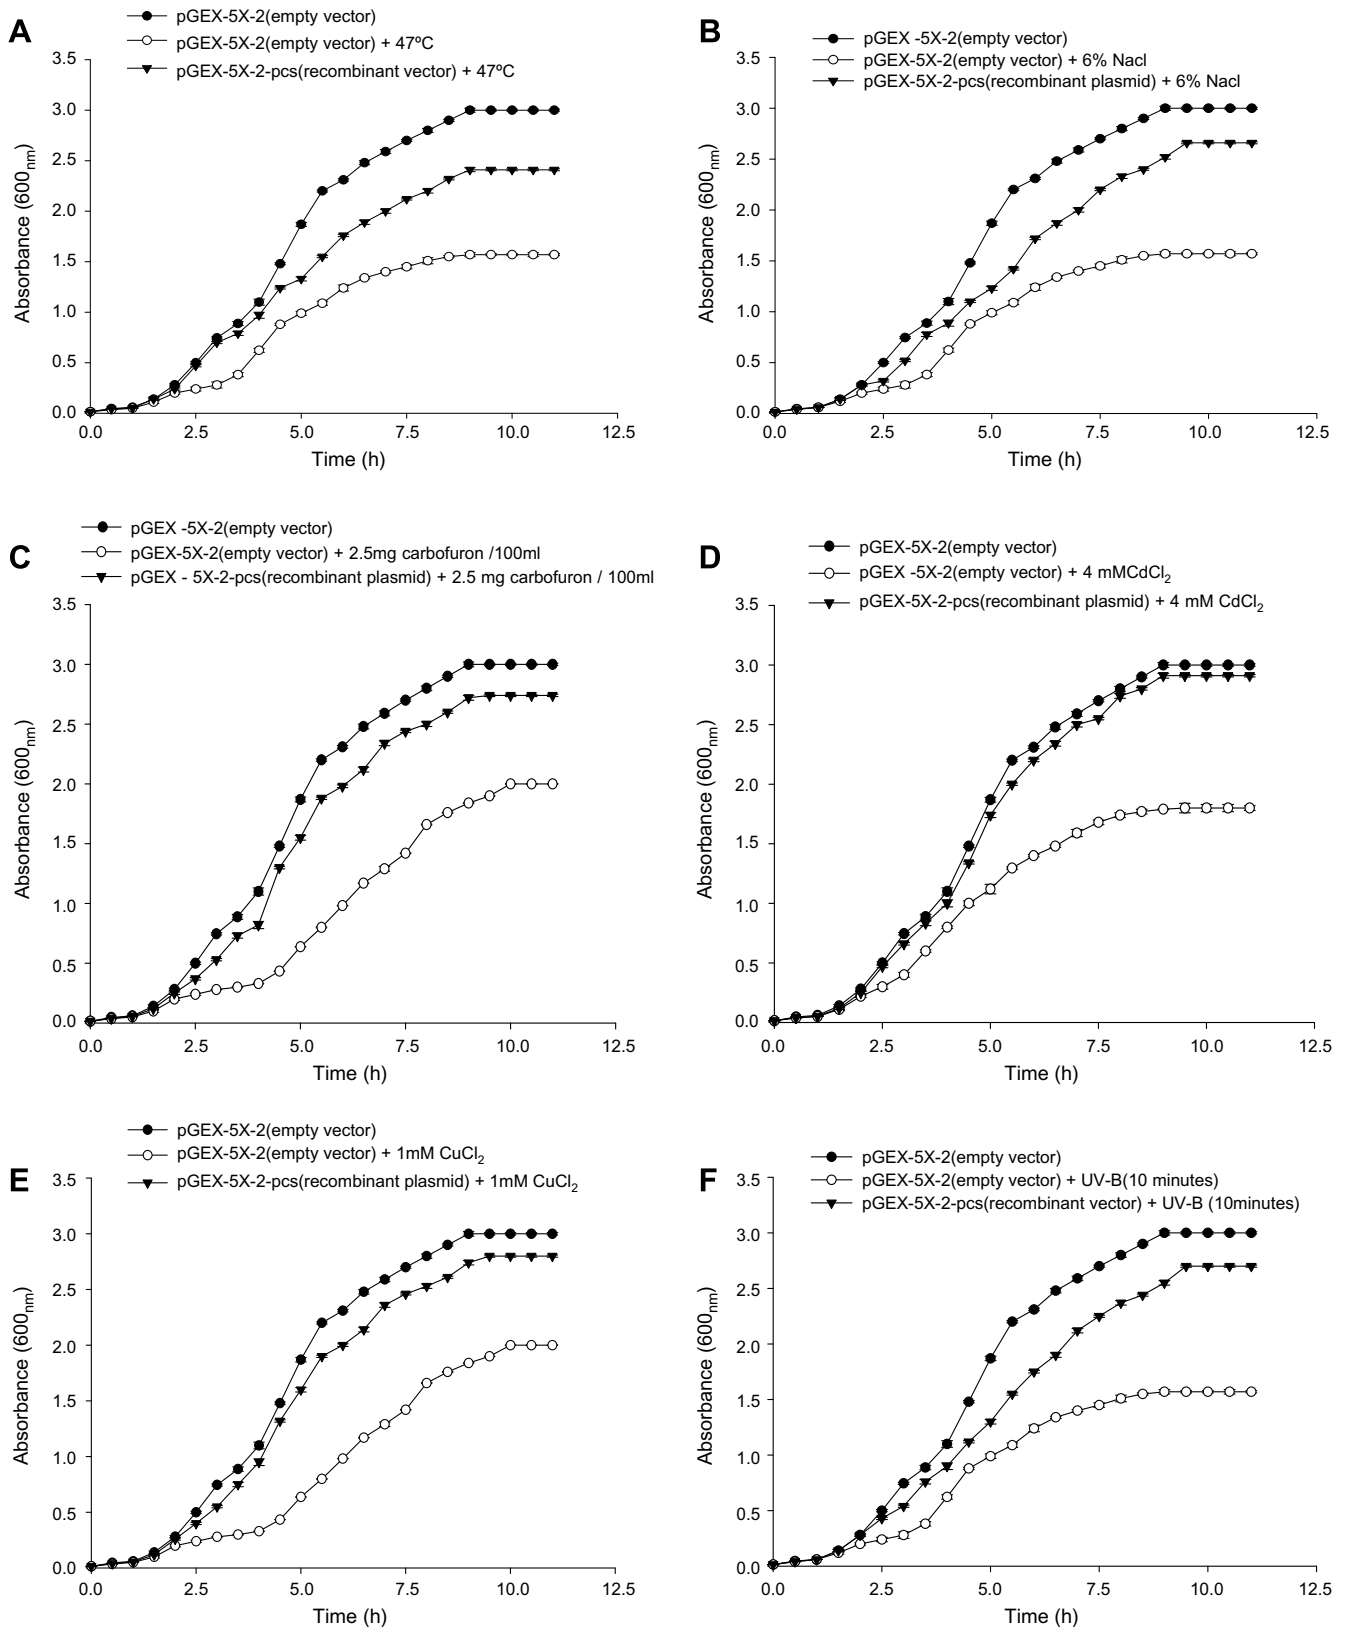 A
pGEX-5X-2(empty vector)
pGEX-5X-2(empty vector) + 47ºC
pGEX-5X-2-pcs(recombinant vector) + 47ºC
3.5
3.0
2.5
2.0
1.5
1.0
0.5
0.0
Absorbance (600nm)
0.0 2.5 5.0 7.5 10.0 12.5
Time (h)
B
pGEX -5X-2(empty vector)
pGEX-5X-2(empty vector) + 6% Nacl
pGEX-5X-2-pcs(recombinant plasmid) + 6% Nacl
3.5
3.0
2.5
2.0
1.5
1.0
0.5
0.0
Absorbance (600nm)
0.0 2.5 5.0 7.5 10.0 12.5
Time (h)
C
pGEX -5X-2(empty vector)
pGEX-5X-2(empty vector) + 2.5mg carbofuron /100ml
pGEX - 5X-2-pcs(recombinant plasmid) + 2.5 mg carbofuron / 100ml
3.5
3.0
2.5
2.0
1.5
1.0
0.5
0.0
Absorbance (600nm)
0.0 2.5 5.0 7.5 10.0 12.5
Time (h)
D
pGEX-5X-2(empty vector)
pGEX -5X-2(empty vector) + 4 mMCdCl2
pGEX-5X-2-pcs(recombinant plasmid) + 4 mM CdCl2
3.5
3.0
2.5
2.0
1.5
1.0
0.5
0.0
Absorbance (600nm)
0.0 2.5 5.0 7.5 10.0 12.5
Time (h)
E
pGEX-5X-2(empty vector)
pGEX-5X-2(empty vector) + 1mM CuCl2
pGEX-5X-2-pcs(recombinant plasmid) + 1mM CuCl2
3.5
3.0
2.5
2.0
1.5
1.0
0.5
0.0
Absorbance (600nm)
0.0 2.5 5.0 7.5 10.0 12.5
Time (h)
F
pGEX-5X-2(empty vector)
pGEX-5X-2(empty vector) + UV-B(10 minutes)
pGEX-5X-2-pcs(recombinant vector) + UV-B (10minutes)
3.5
3.0
2.5
2.0
1.5
1.0
0.5
0.0
Absorbance (600nm)
0.0 2.5 5.0 7.5 10.0 12.5
Time (h)